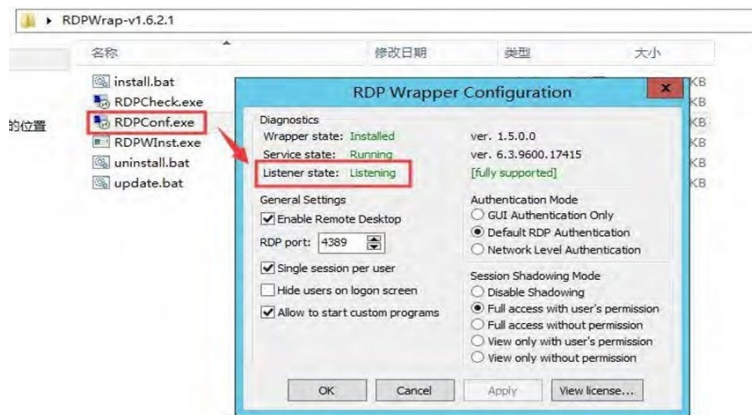 RDPWrap-v1.6.2.1
名称 修改日期 类型 大小
install.bat KB
RDPCheck.exe KB
的位置 RDPConf.exe KB
RDPWInst.exe KB
uninstall.bat KB
update.bat KB
RDP Wrapper Configuration x
Diagnostics
Wrapper state: Installed ver. 1.5.0.0
Service state: Running ver. 6.3.9600.17415
Listener state: Listening [fully supported]
General Settings
Enable Remote Desktop
RDP port: 4389
Single session per user
Hide users on logon screen
Allow to start custom programs
Authentication Mode
GUI Authentication Only
Default RDP Authentication
Network Level Authentication
Session Shadowing Mode
Disable Shadowing
Full access with user's permission
Full access without permission
View only with user's permission
View only without permission
OK Cancel Apply View license...